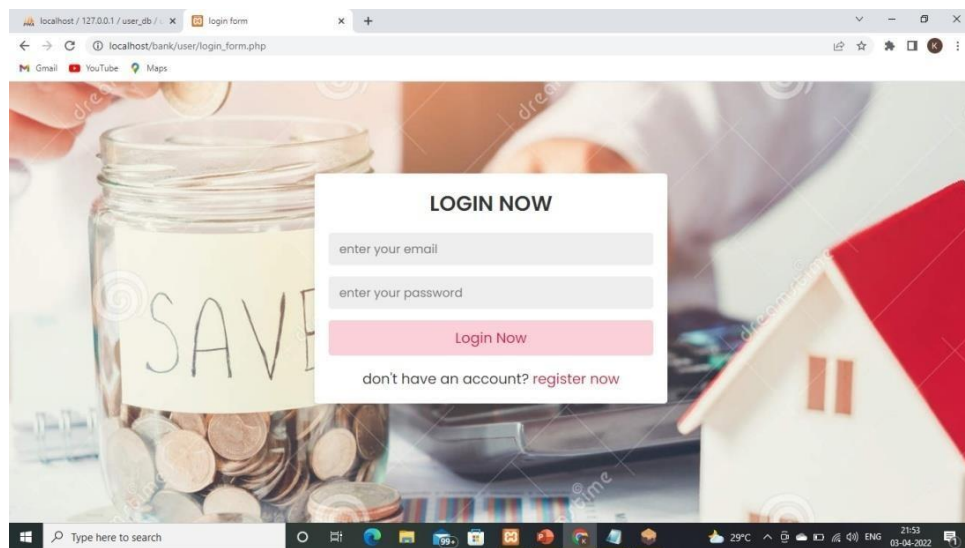 localhost / 127.0.0.1 / user_db /
login form
localhost/bank/user/login_form.php
K
Gmail
YouTube
Maps
SAVE
LOGIN NOW
enter your email
enter your password
Login Now
don't have an account? register now
dreamstime
Type here to search
99+
29°C
ENG
21:53
03-04-2022